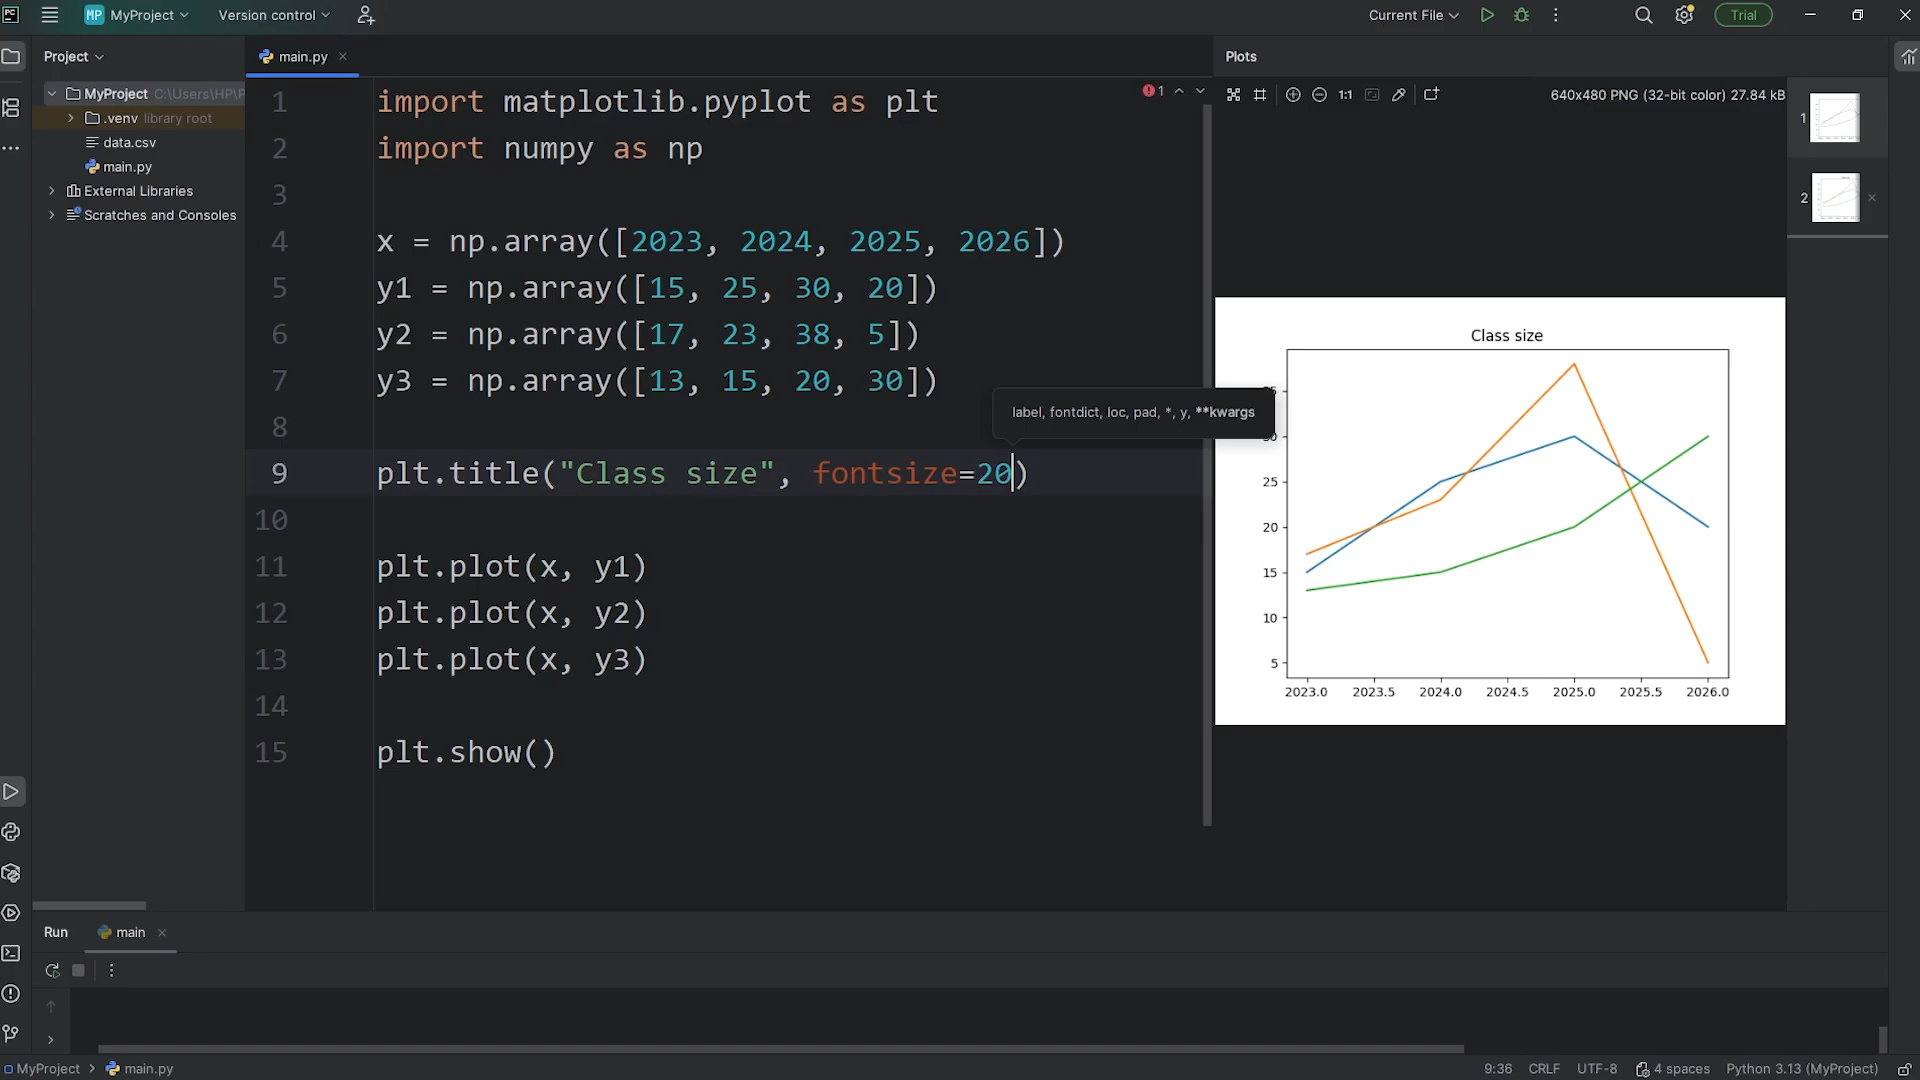 PC MP MyProject Version control Current File Trial
Project main.py Plots
MyProject C:\Users\HP\P
.venv library root
data.csv
main.py
External Libraries
Scratches and Consoles
1 import matplotlib.pyplot as plt
2 import numpy as np
3
4 x = np.array([2023, 2024, 2025, 2026])
5 y1 = np.array([15, 25, 30, 20])
6 y2 = np.array([17, 23, 38, 5])
7 y3 = np.array([13, 15, 20, 30])
8
label, fontdict, loc, pad, *, y, **kwargs
9 plt.title("Class size", fontsize=20)
10
11 plt.plot(x, y1)
12 plt.plot(x, y2)
13 plt.plot(x, y3)
14
15 plt.show()
1
1:1 640x480 PNG (32-bit color) 27.84 kB
1
2
Class size
25
20
15
10
5
2023.0 2023.5 2024.0 2024.5 2025.0 2025.5 2026.0
Run main
MyProject main.py 9:36 CRLF UTF-8 4 spaces Python 3.13 (MyProject)